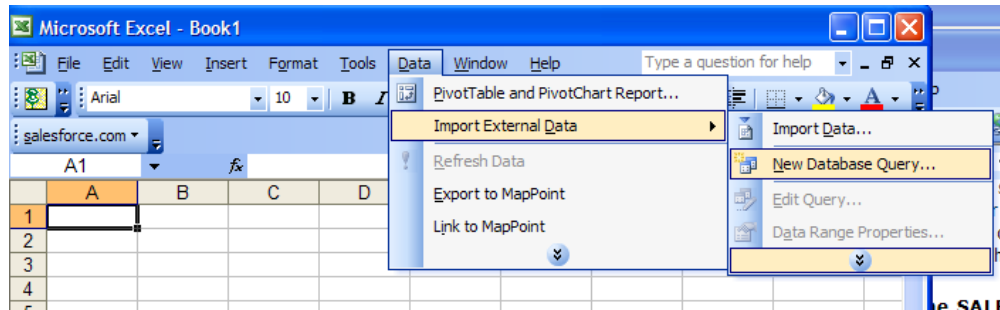 Microsoft Excel - Book1
File Edit View Insert Format Tools Data Window Help Type a question for help
Arial 10 B I PivotTable and PivotChart Report... A
salesforce.com Import External Data Import Data...
A1 fx Refresh Data New Database Query...
A B C D Export to MapPoint Edit Query...
1 Link to MapPoint Data Range Properties...
2
3
4